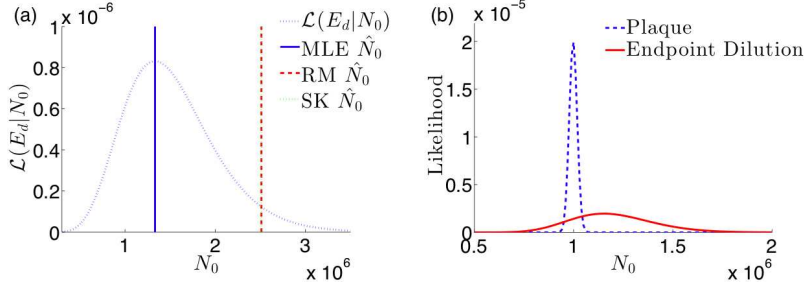 (a)
x 10^-6
1
0.8
0.6
0.4
0.2
0
ℒ(E_d|N_0)
1
2
3
N_0
x 10^6
ℒ(E_d|N_0)
MLE N̂_0
RM N̂_0
SK N̂_0
(b)
x 10^-5
2
1.5
1
0.5
0
Likelihood
0.5
1
1.5
2
N_0
x 10^6
Plaque
Endpoint Dilution